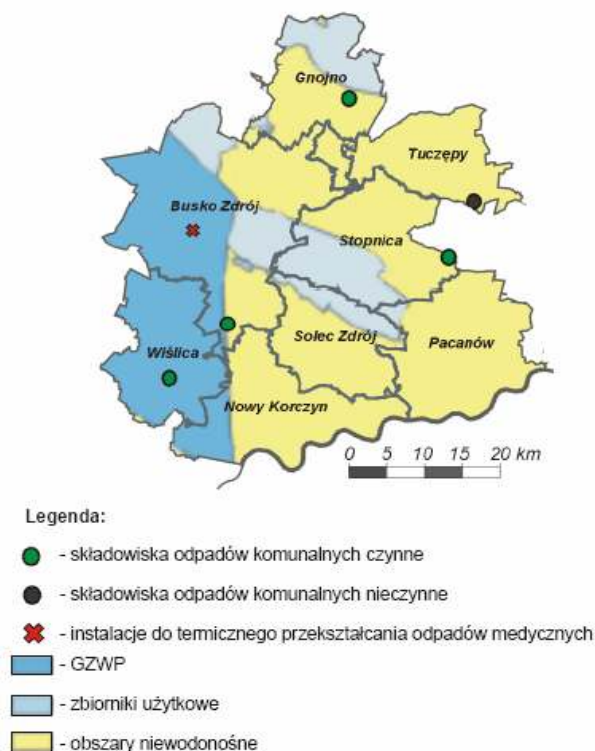 Gnojno
Tuczępy
Busko Zdrój
Stopnica
Solec Zdrój
Pacanów
Wiślica
Nowy Korczyn
0 5 10 15 20 km
Legenda:
- składowiska odpadów komunalnych czynne
- składowiska odpadów komunalnych nieczynne
- instalacje do termicznego przekształcania odpadów medycznych
- GZWP
- zbiorniki użytkowe
- obszary niewodonośne